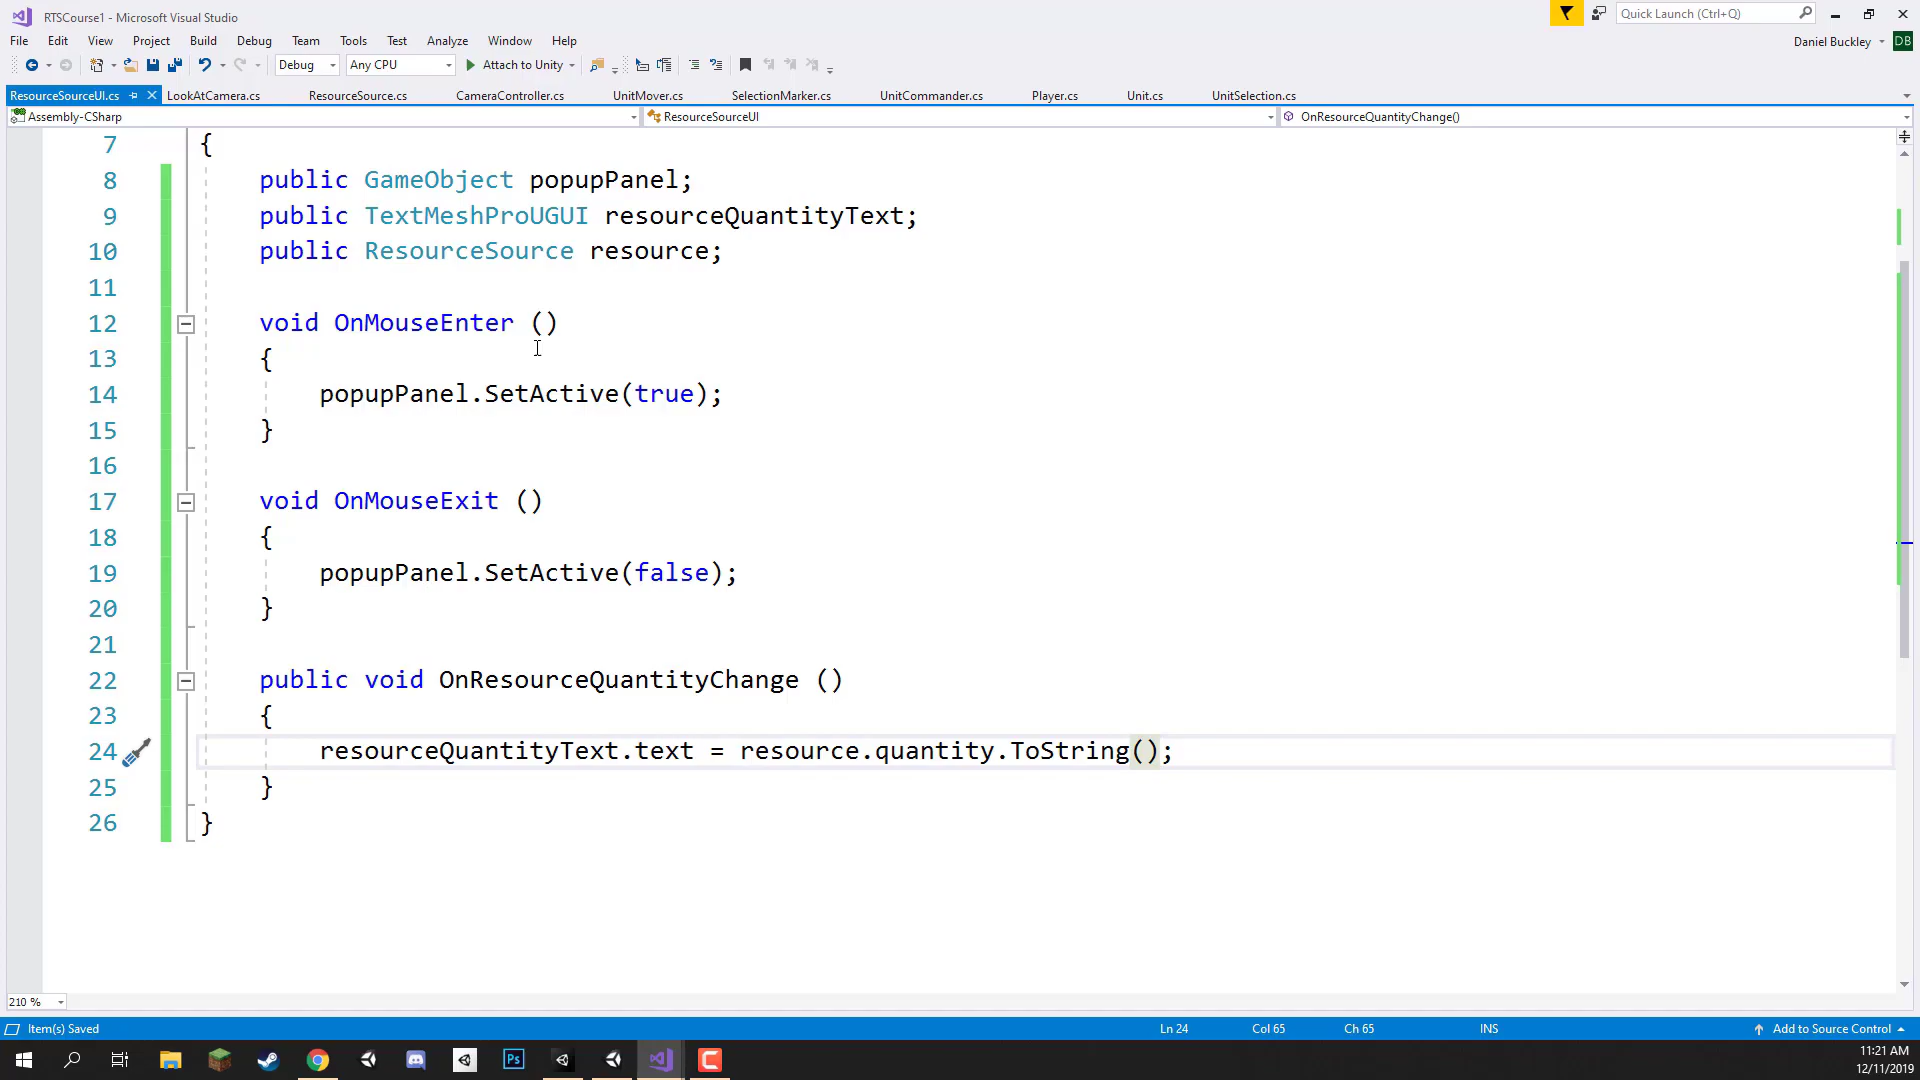 RTSCourse1 - Microsoft Visual Studio
Quick Launch (Ctrl+Q)
File Edit View Project Build Debug Team Tools Test Analyze Window Help
Daniel Buckley DB
Debug Any CPU Attach to Unity
ResourceSourceUI.cs LookAtCamera.cs ResourceSource.cs CameraController.cs UnitMover.cs SelectionMarker.cs UnitCommander.cs Player.cs Unit.cs UnitSelection.cs
Assembly-CSharp ResourceSourceUI OnResourceQuantityChange()
7 {
8 public GameObject popupPanel;
9 public TextMeshProUGUI resourceQuantityText;
10 public ResourceSource resource;
11
12 void OnMouseEnter ()
13 {
14 popupPanel.SetActive(true);
15 }
16
17 void OnMouseExit ()
18 {
19 popupPanel.SetActive(false);
20 }
21
22 public void OnResourceQuantityChange ()
23 {
24 resourceQuantityText.text = resource.quantity.ToString();
25 }
26 }
210 %
Item(s) Saved Ln 24 Col 65 Ch 65 INS Add to Source Control
Ps
11:21 AM
12/11/2019